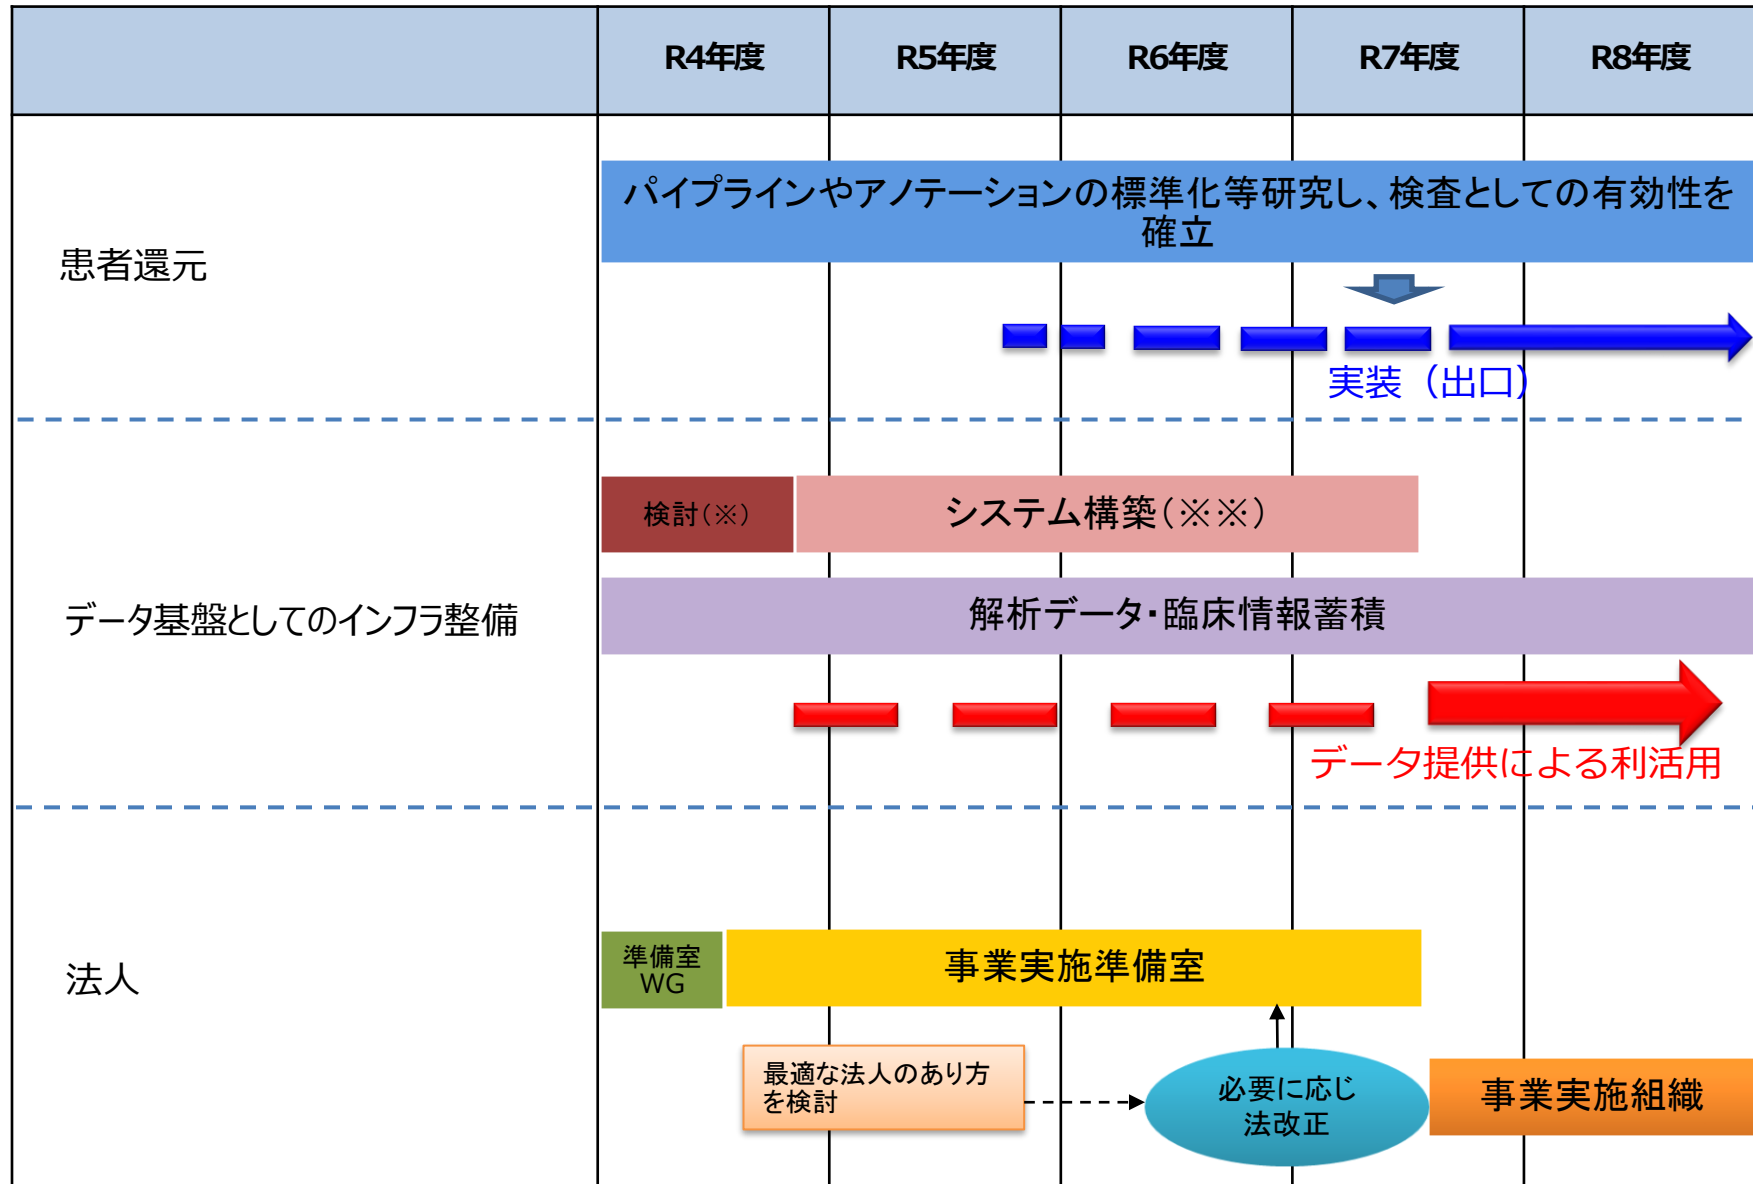 R4年度
R5年度
R6年度
R7年度
R8年度
患者還元
パイプラインやアノテーションの標準化等研究し、検査としての有効性を
確立
実装（出口）
データ基盤としてのインフラ整備
検討（※）
システム構築（※※）
解析データ・臨床情報蓄積
データ提供による利活用
法人
準備室
WG
事業実施準備室
最適な法人のあり方
を検討
必要に応じ
法改正
事業実施組織